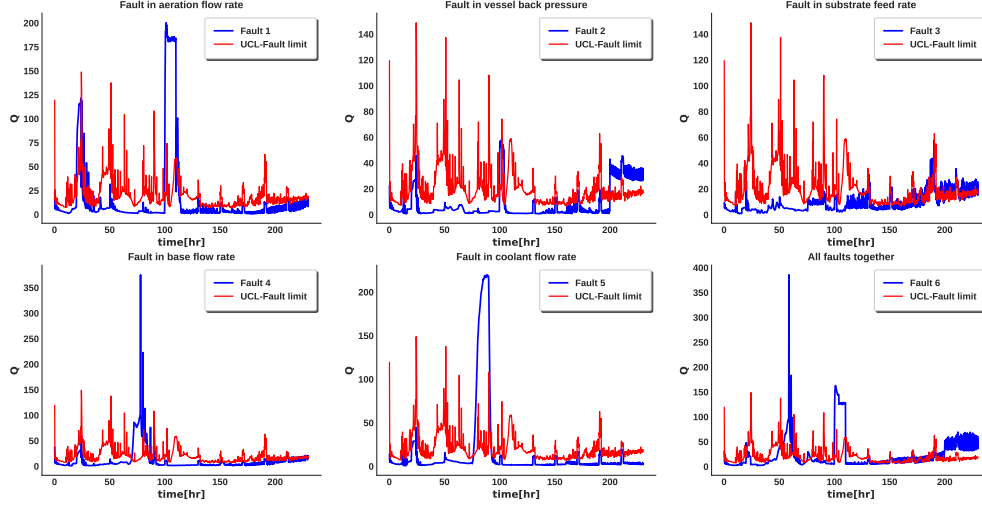 Fault in aeration flow rate
Fault in vessel back pressure
Fault in substrate feed rate
Fault 1
UCL-Fault limit
Fault 2
UCL-Fault limit
Fault 3
UCL-Fault limit
200
175
150
125
100
75
50
25
0
Q
140
120
100
80
60
40
20
0
Q
140
120
100
80
60
40
20
0
Q
0 50 100 150 200
0 50 100 150 200
0 50 100 150 200
time[hr]
time[hr]
time[hr]
Fault in base flow rate
Fault in coolant flow rate
All faults together
Fault 4
UCL-Fault limit
Fault 5
UCL-Fault limit
Fault 6
UCL-Fault limit
350
300
250
200
150
100
50
0
Q
200
150
100
50
0
Q
400
350
300
250
200
150
100
50
0
Q
0 50 100 150 200
0 50 100 150 200
0 50 100 150 200
time[hr]
time[hr]
time[hr]